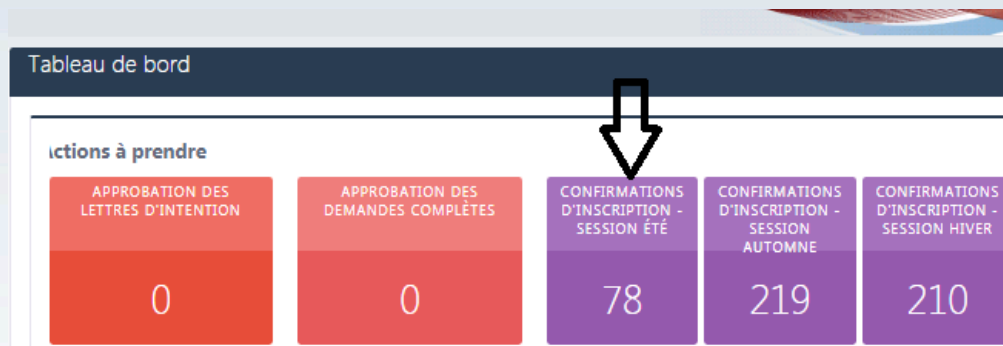 Tableau de bord
Actions à prendre
APPROBATION DES
LETTRES D'INTENTION
0
APPROBATION DES
DEMANDES COMPLÈTES
0
CONFIRMATIONS
D'INSCRIPTION -
SESSION ÉTÉ
78
CONFIRMATIONS
D'INSCRIPTION -
SESSION
AUTOMNE
219
CONFIRMATIONS
D'INSCRIPTION -
SESSION HIVER
210